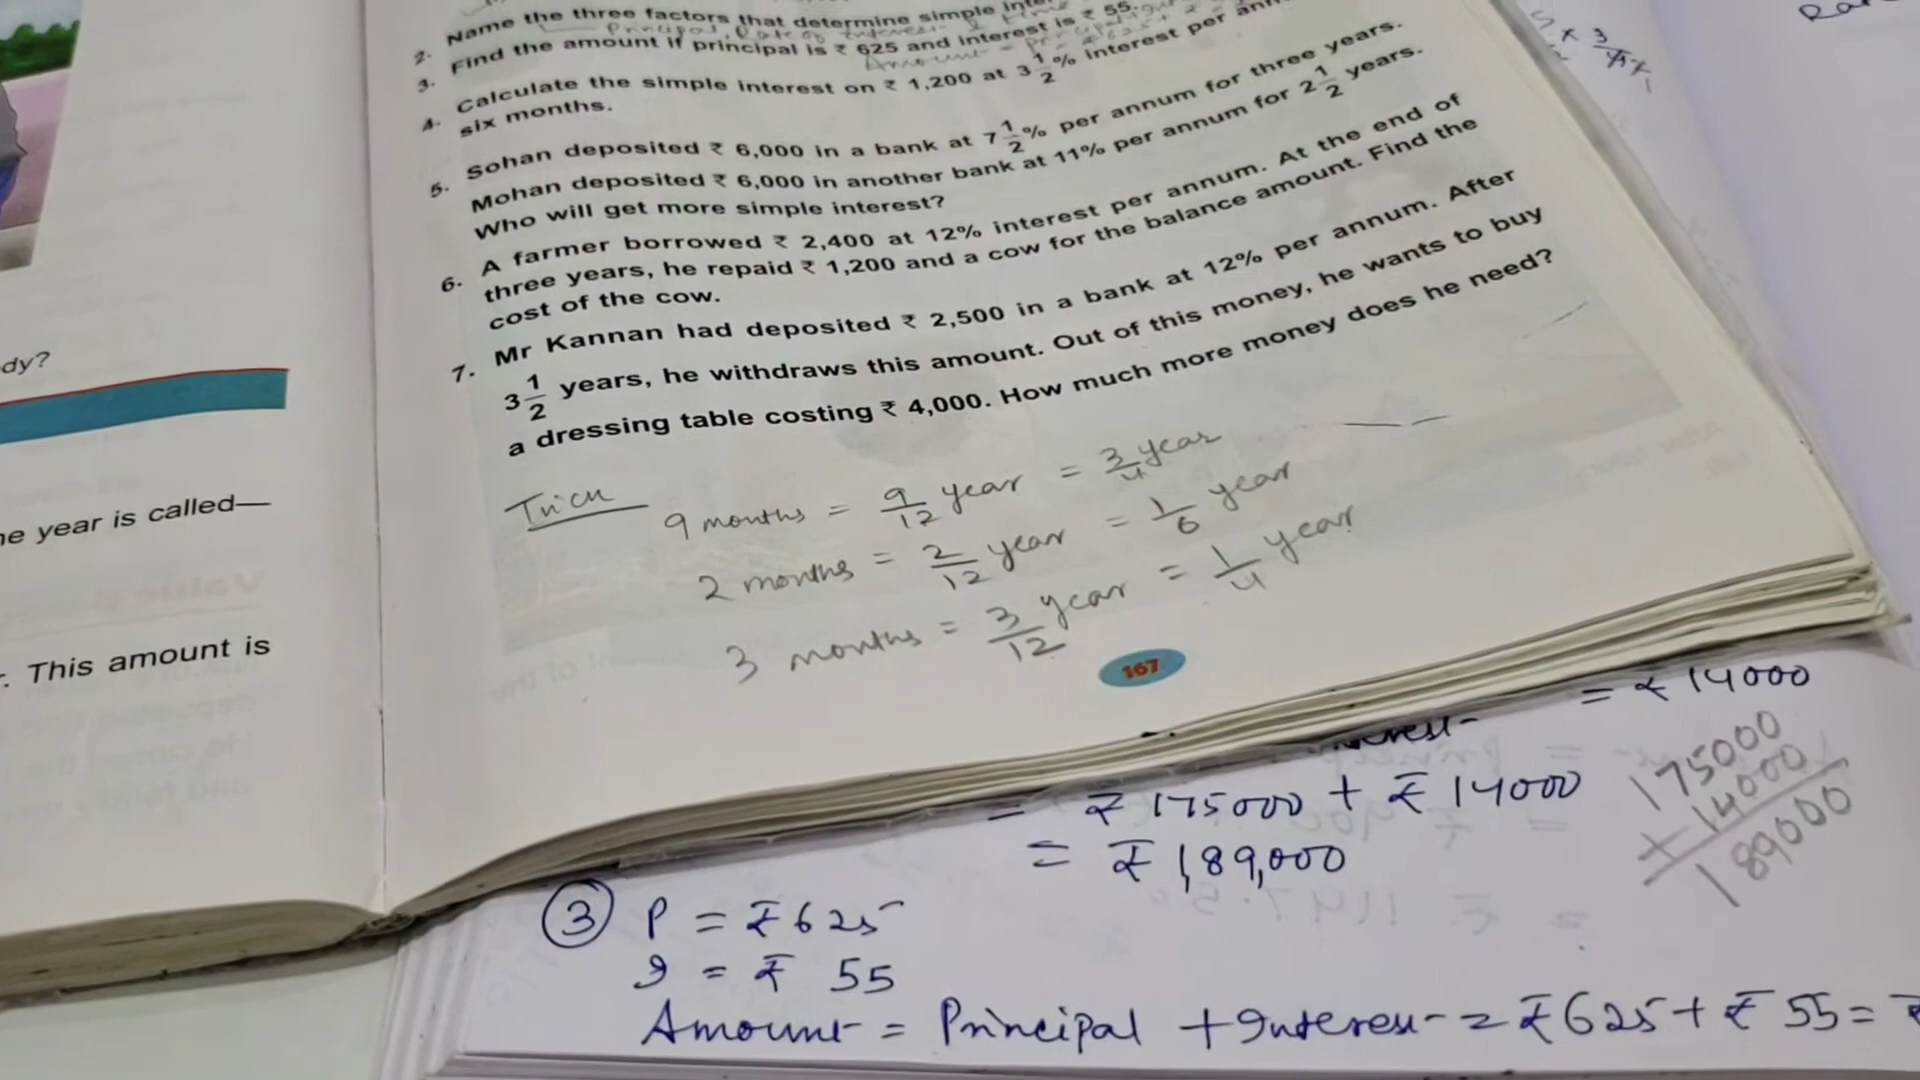 dy?
ne year is called—
. This amount is
2. Name the three factors that determine simple
Principal, Rate of Interest & time
3. Find the amount if principal is ₹ 625 and interest is ₹ 55.
4. Calculate the simple interest on ₹ 1,200 at 3 1/2 % interest per
six months.
5. Sohan deposited ₹ 6,000 in a bank at 7 1/2 % per annum for three years.
Mohan deposited ₹ 6,000 in another bank at 11% per annum for 2 1/2 years.
Who will get more simple interest?
6. A farmer borrowed ₹ 2,400 at 12% interest per annum. At the end of
three years, he repaid ₹ 1,200 and a cow for the balance amount. Find the
cost of the cow.
7. Mr Kannan had deposited ₹ 2,500 in a bank at 12% per annum. After
3 1/2 years, he withdraws this amount. Out of this money, he wants to buy
a dressing table costing ₹ 4,000. How much more money does he need?
Trick
9 months = 9/12 year = 3/4 year
2 months = 2/12 year = 1/6 year
3 months = 3/12 year = 1/4 year
167
= ₹ 14000
= ₹ 175000 + ₹ 14000
= ₹ 1,89,000
175000
+ 14000
189000
3 P = ₹ 625
I = ₹ 55
Amount = Principal + Interest = ₹ 625 + ₹ 55 = ₹